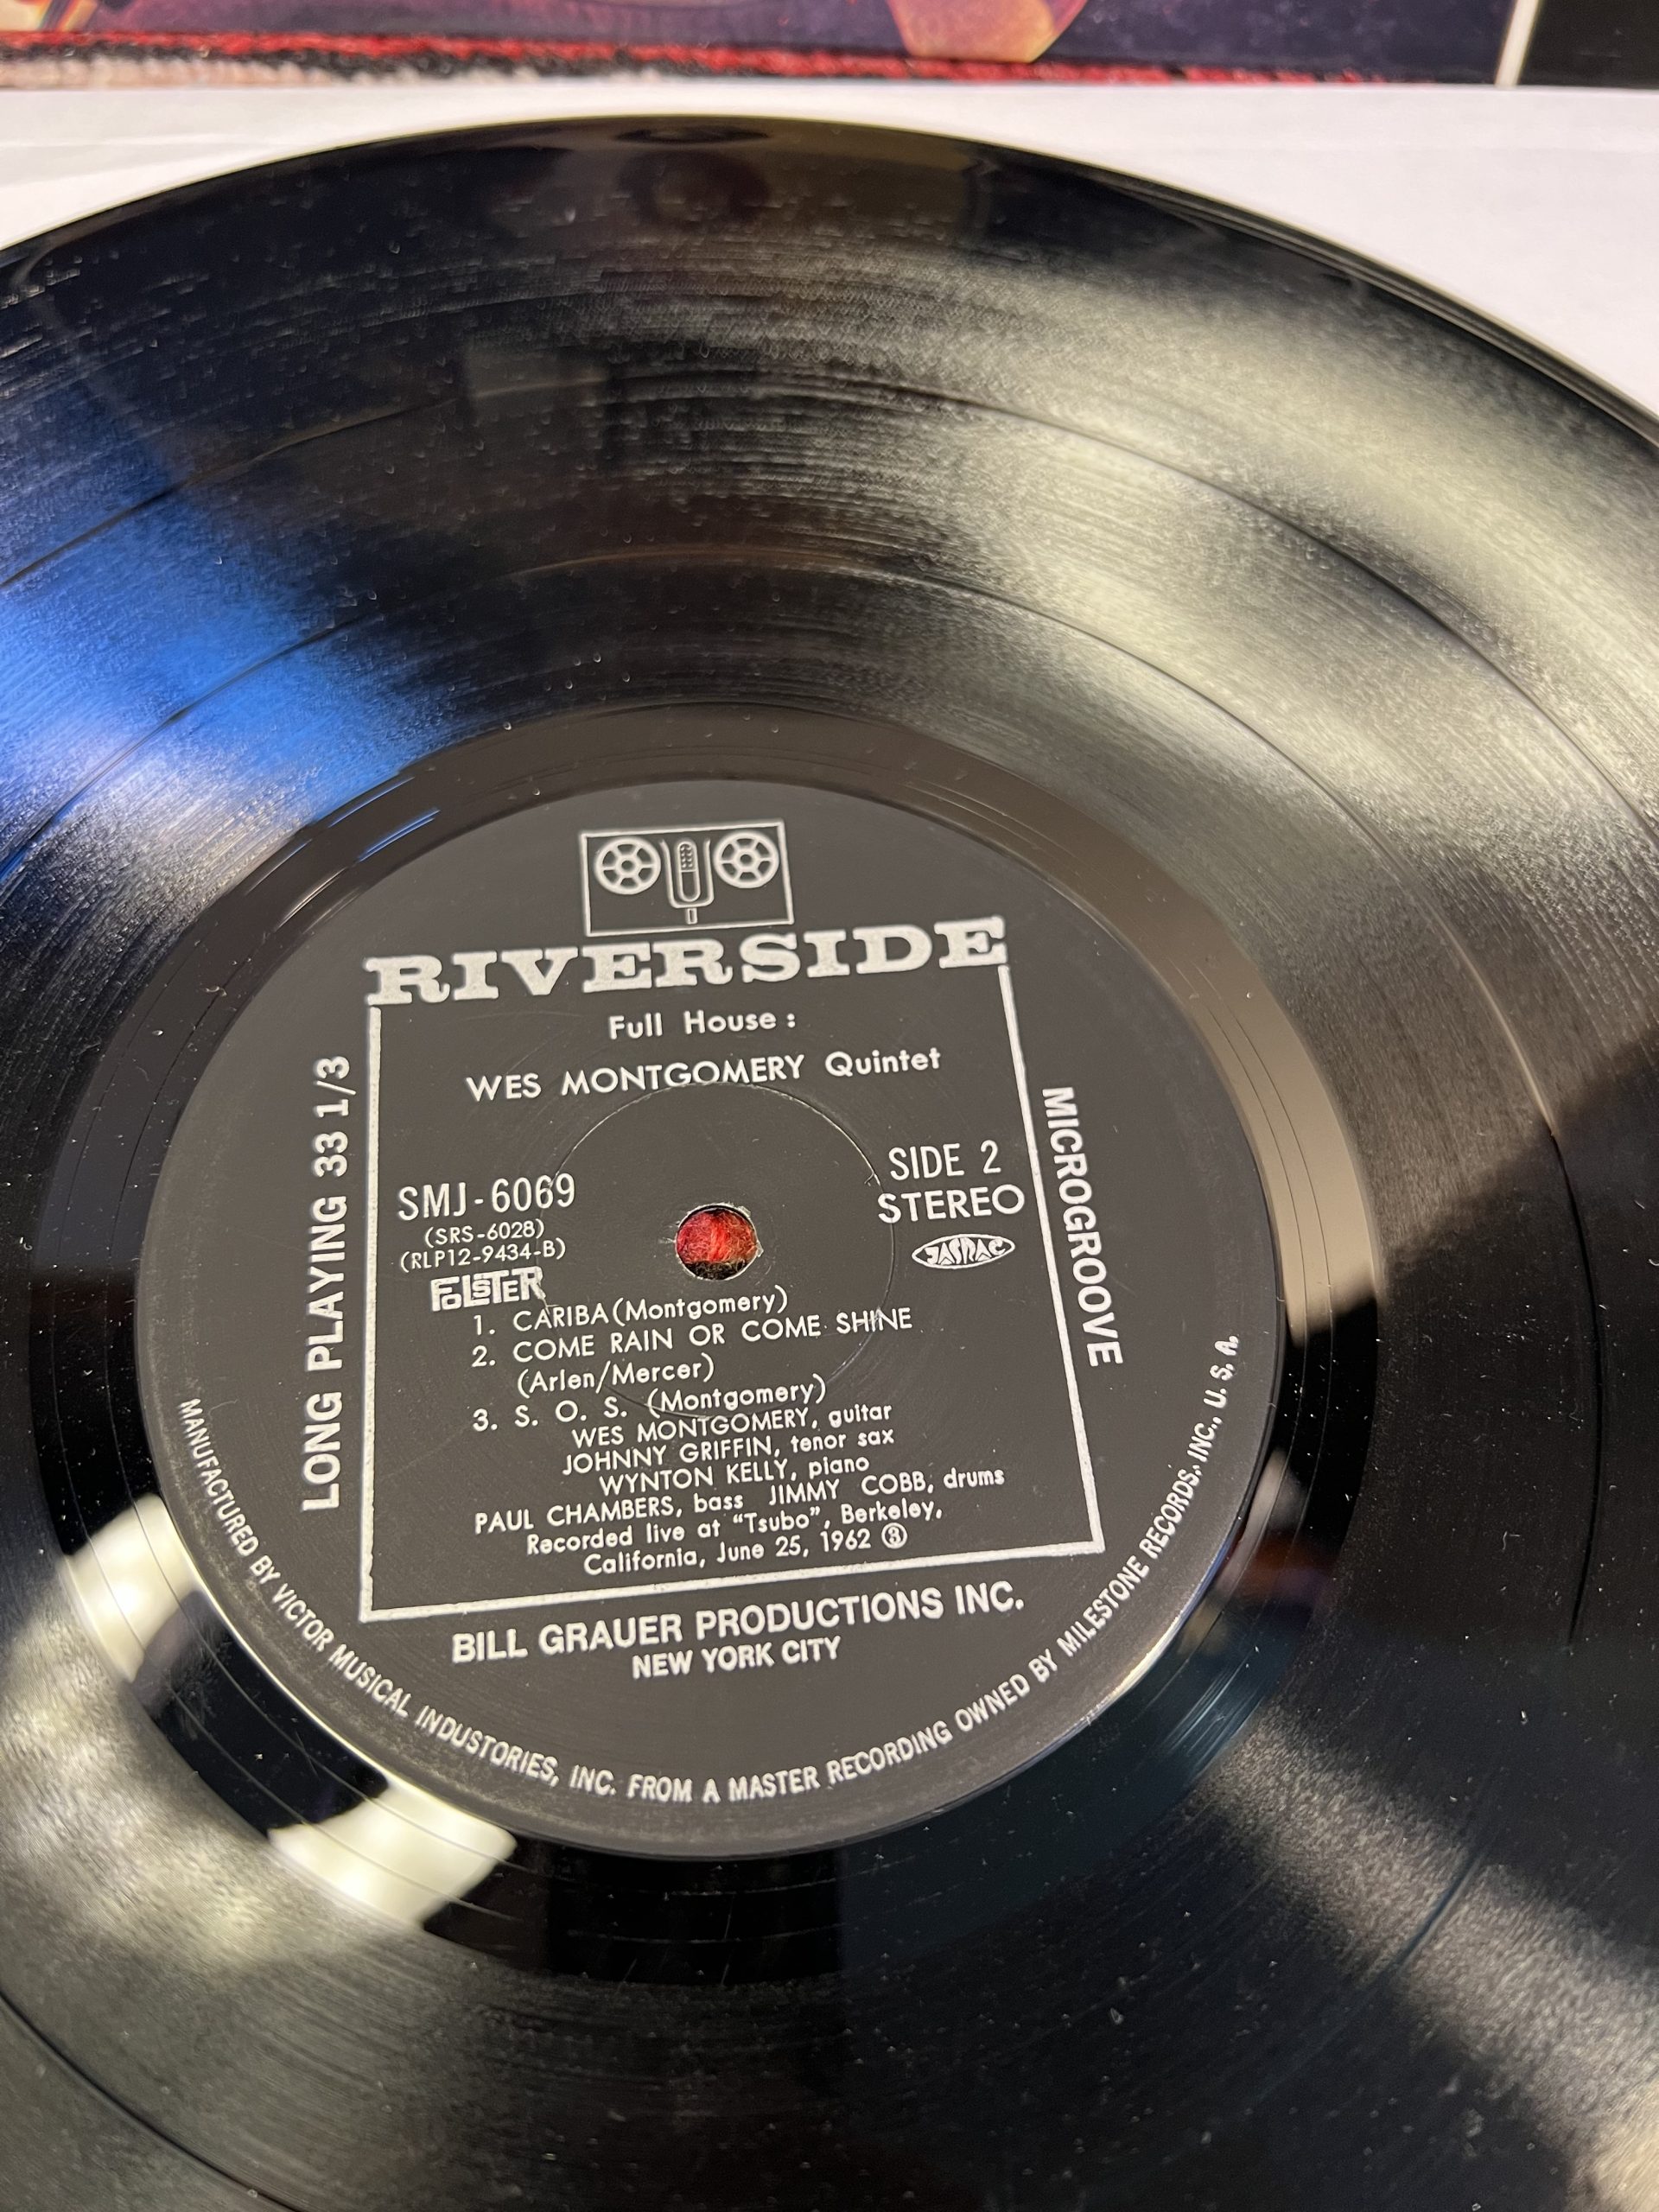 RIVERSIDE
Full House :
WES MONTGOMERY Quintet
LONG PLAYING 33 1/3
MICROGROOVE
SMJ-6069
(SRS-6028)
(RLP12-9434-B)
SIDE 2
STEREO
JASRAC
FOLSTER
1. CARIBA (Montgomery)
2. COME RAIN OR COME SHINE
(Arlen/Mercer)
3. S. O. S. (Montgomery)
WES MONTGOMERY, guitar
JOHNNY GRIFFIN, tenor sax
WYNTON KELLY, piano
PAUL CHAMBERS, bass JIMMY COBB, drums
Recorded live at “Tsubo”, Berkeley,
California, June 25, 1962
BILL GRAUER PRODUCTIONS INC.
NEW YORK CITY
MANUFACTURED BY VICTOR MUSICAL INDUSTORIES, INC. FROM A MASTER RECORDING OWNED BY MILESTONE RECORDS, INC., U. S. A.